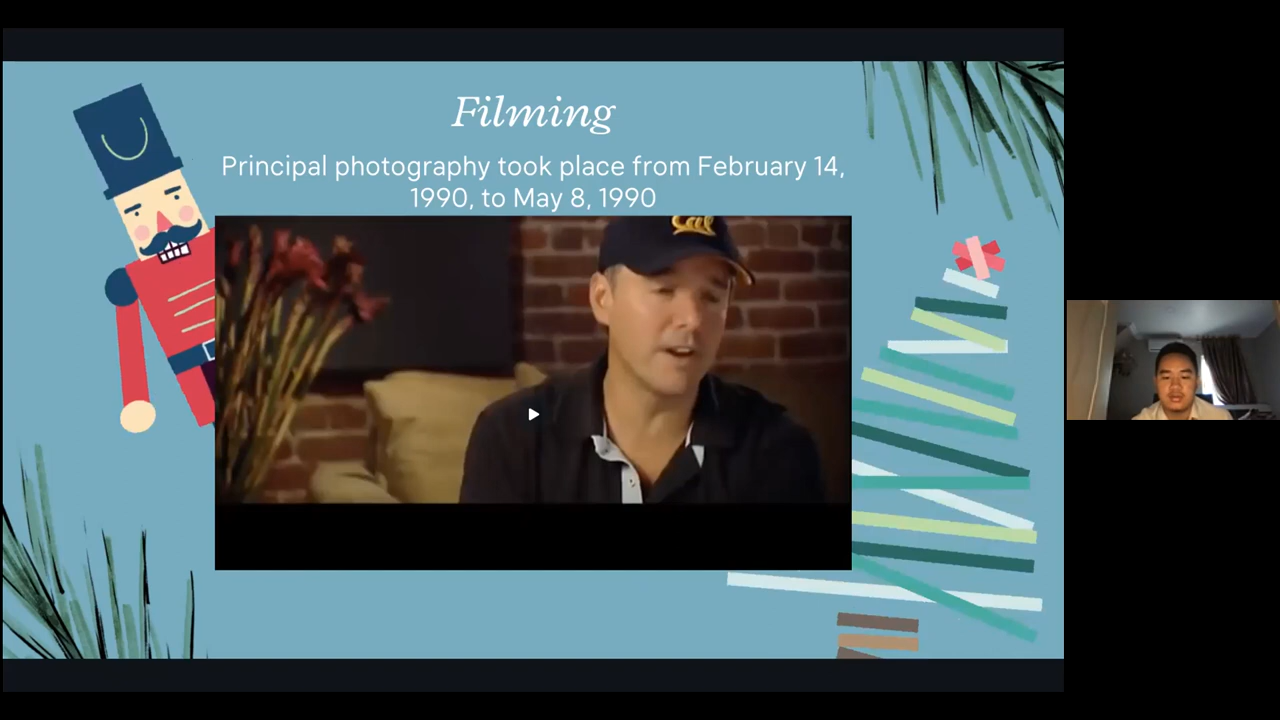 Filming
Principal photography took place from February 14,
1990, to May 8, 1990
Cal